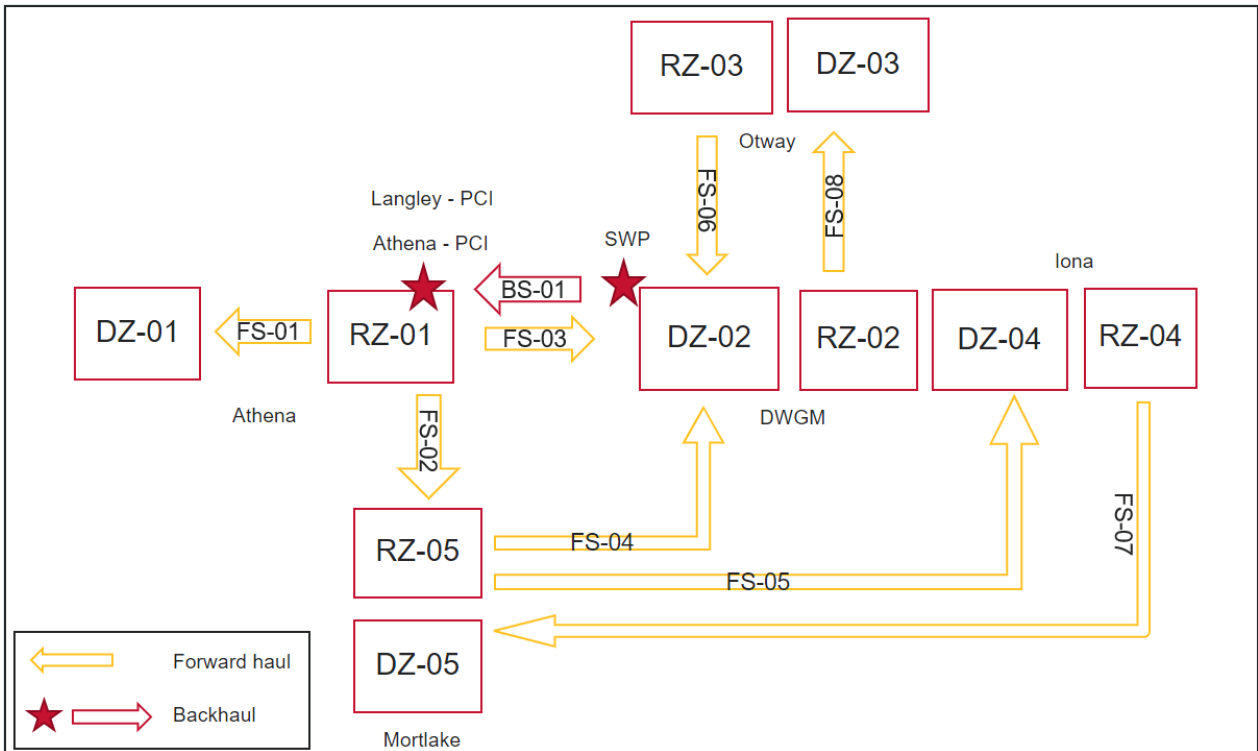 RZ-03
DZ-03
Otway
FS-06
FS-08
Langley - PCI
Athena - PCI
SWP
Iona
BS-01
DZ-01
FS-01
RZ-01
FS-03
DZ-02
RZ-02
DZ-04
RZ-04
Athena
FS-02
DWGM
RZ-05
FS-04
FS-05
FS-07
DZ-05
Mortlake
Forward haul
Backhaul